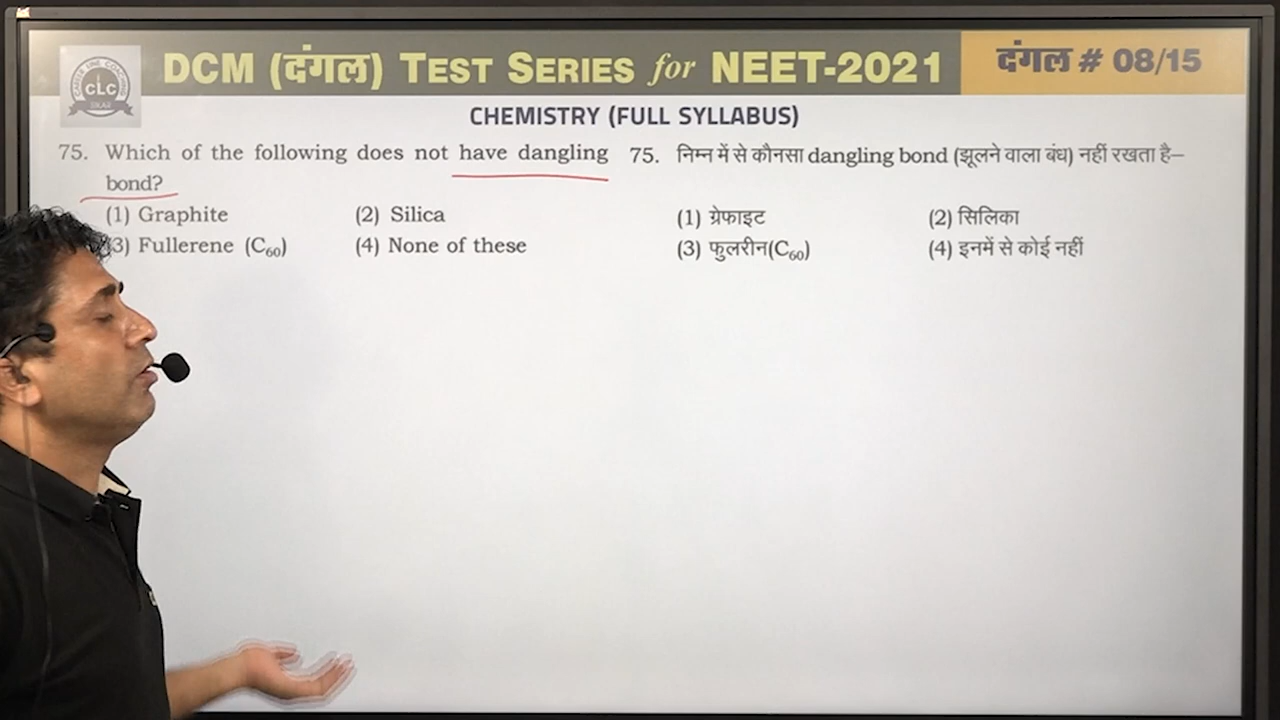 DCM (दंगल) TEST SERIES for NEET-2021
दंगल # 08/15
CLC
CHEMISTRY (FULL SYLLABUS)
75. Which of the following does not have dangling
bond?
(1) Graphite (2) Silica
3) Fullerene (C₆₀) (4) None of these
75. निम्न में से कौनसा dangling bond (झूलने वाला बंध) नहीं रखता है–
(1) ग्रेफाइट (2) सिलिका
(3) फुलरीन(C₆₀) (4) इनमें से कोई नहीं